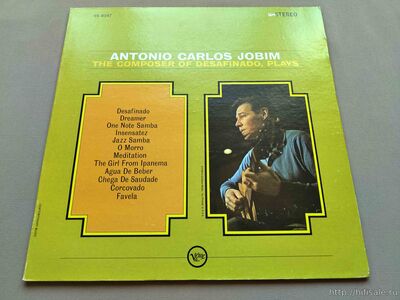 STEREO
ANTONIO CARLOS JOBIM
THE COMPOSER OF DESAFINADO, PLAYS
Desafinado
Dreamer
One Note Samba
Insensatez
Jazz Samba
O Morro
Meditation
The Girl From Ipanema
Agua De Beber
Chega De Saudade
Corcovado
Favela
Verve
http://hifisale.ru